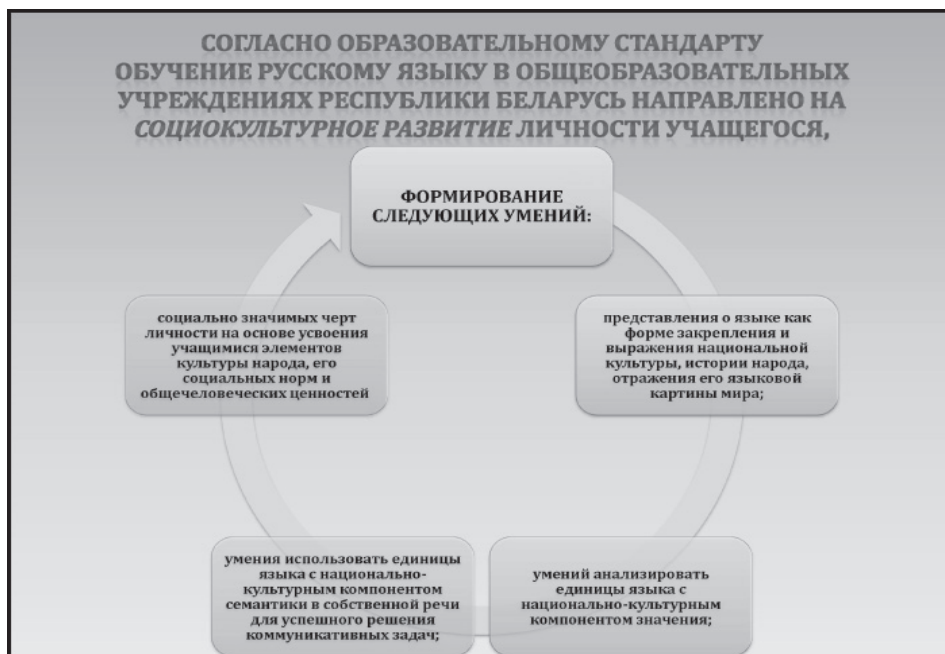 СОГЛАСНО ОБРАЗОВАТЕЛЬНОМУ СТАНДАРТУ
ОБУЧЕНИЕ РУССКОМУ ЯЗЫКУ В ОБЩЕОБРАЗОВАТЕЛЬНЫХ
УЧРЕЖДЕНИЯХ РЕСПУБЛИКИ БЕЛАРУСЬ НАПРАВЛЕНО НА
СОЦИОКУЛЬТУРНОЕ РАЗВИТИЕ ЛИЧНОСТИ УЧАЩЕГОСЯ,
ФОРМИРОВАНИЕ
СЛЕДУЮЩИХ УМЕНИЙ:
представления о языке как
форме закрепления и
выражения национальной
культуры, истории народа,
отражения его языковой
картины мира;
умений анализировать
единицы языка с
национально-культурным
компонентом значения;
умения использовать единицы
языка с национально-
культурным компонентом
семантики в собственной речи
для успешного решения
коммуникативных задач;
социально значимых черт
личности на основе усвоения
учащимися элементов
культуры народа, его
социальных норм и
общечеловеческих ценностей